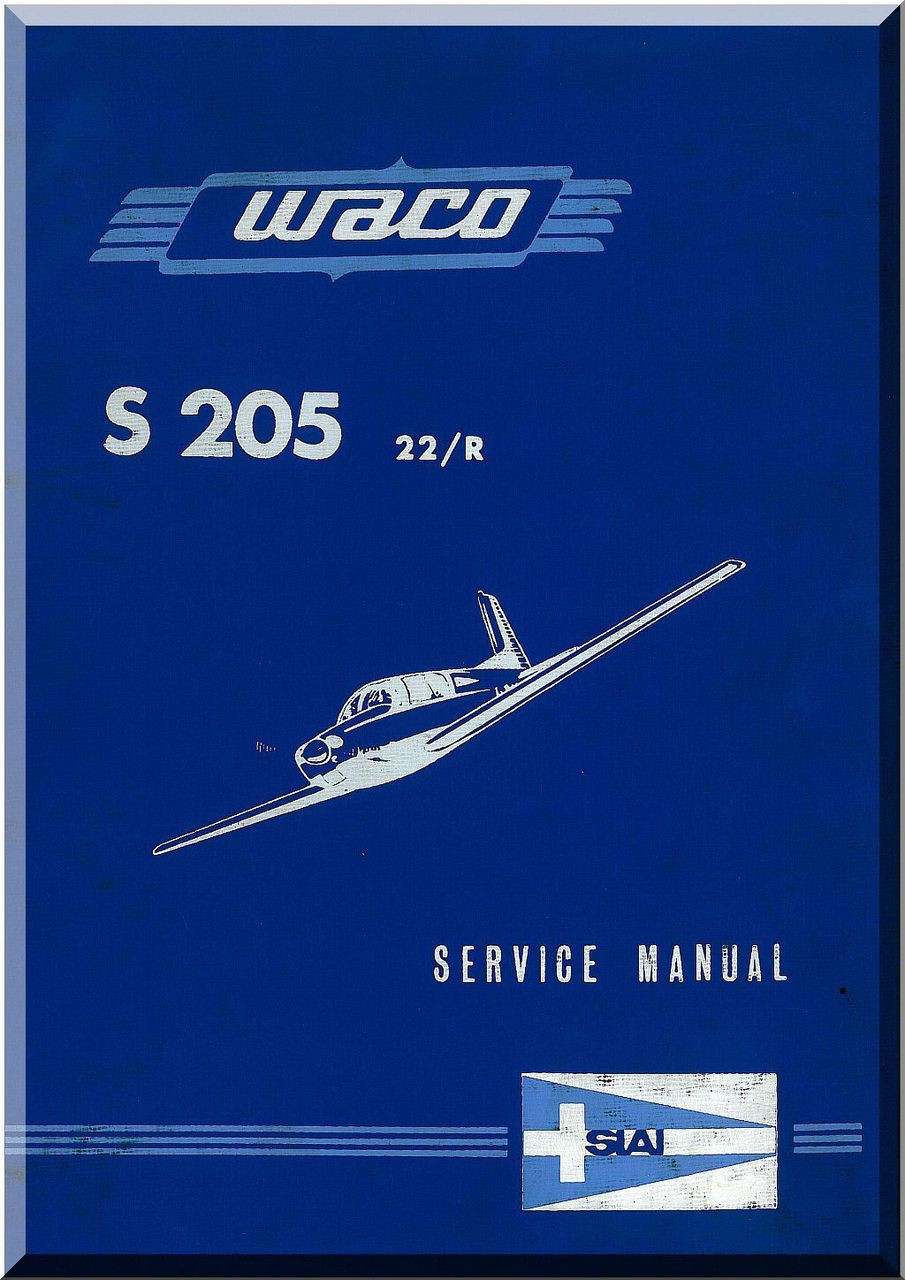 waco
S 205 22/R
SERVICE MANUAL
SIAI